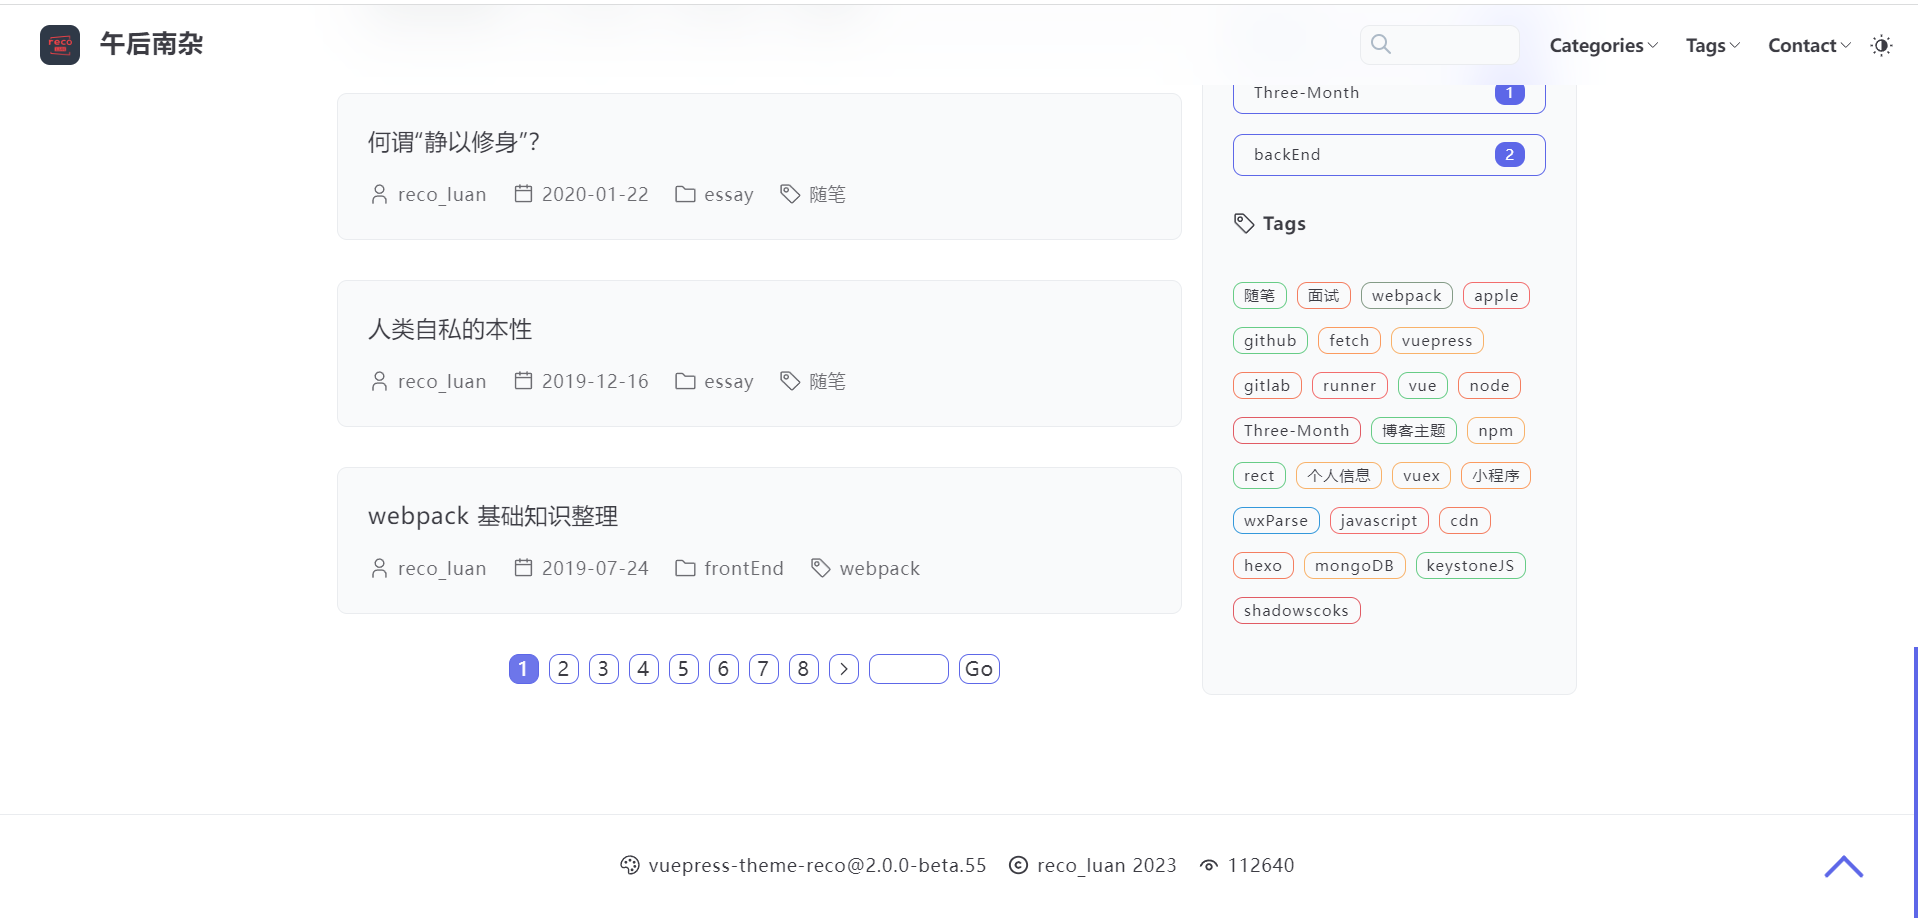 reco
午后南杂
Categories
Tags
Contact
何谓“静以修身”?
reco_luan 2020-01-22 essay 随笔
人类自私的本性
reco_luan 2019-12-16 essay 随笔
webpack 基础知识整理
reco_luan 2019-07-24 frontEnd webpack
1 2 3 4 5 6 7 8 > Go
Three-Month 1
backEnd 2
Tags
随笔 面试 webpack apple
github fetch vuepress
gitlab runner vue node
Three-Month 博客主题 npm
rect 个人信息 vuex 小程序
wxParse javascript cdn
hexo mongoDB keystoneJS
shadowscoks
vuepress-theme-reco@2.0.0-beta.55 © reco_luan 2023 112640